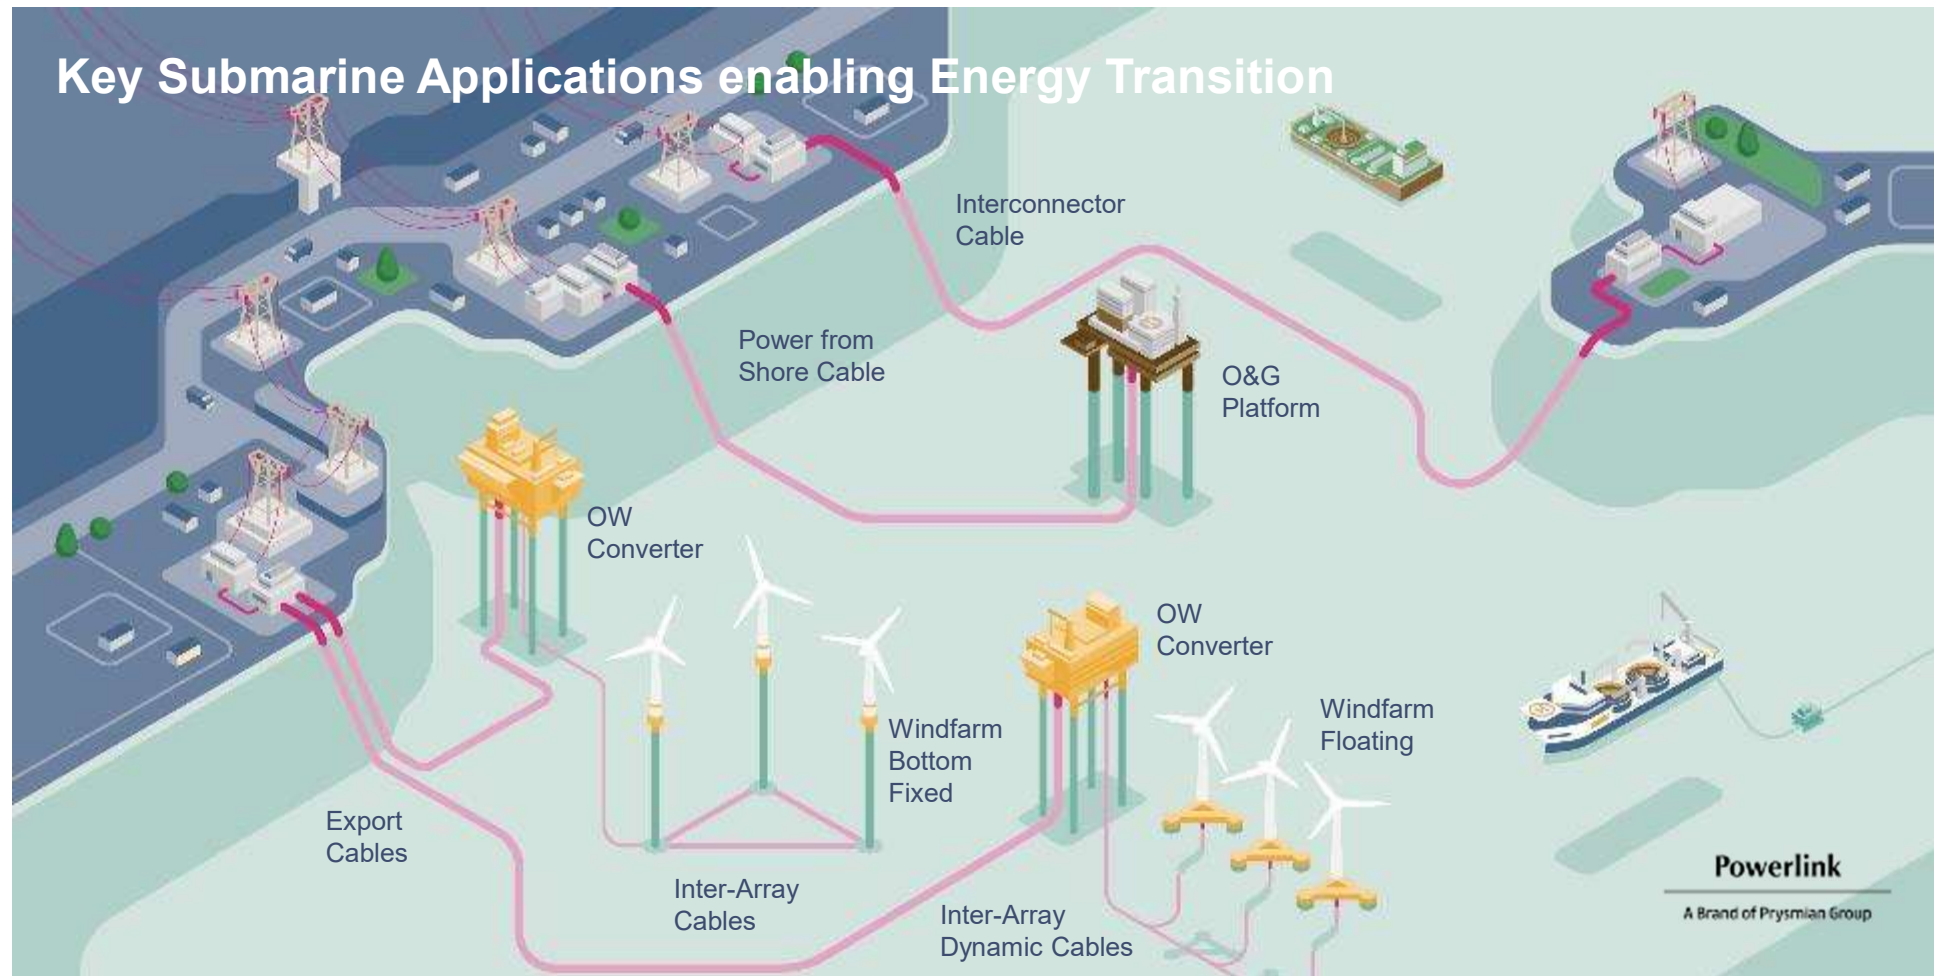 Key Submarine Applications enabling Energy Transition
Interconnector
Cable
Power from
Shore Cable
O&G
Platform
OW
Converter
OW
Converter
Windfarm
Bottom
Fixed
Windfarm
Floating
Export
Cables
Inter-Array
Cables
Inter-Array
Dynamic Cables
Powerlink
A Brand of Prysmian Group